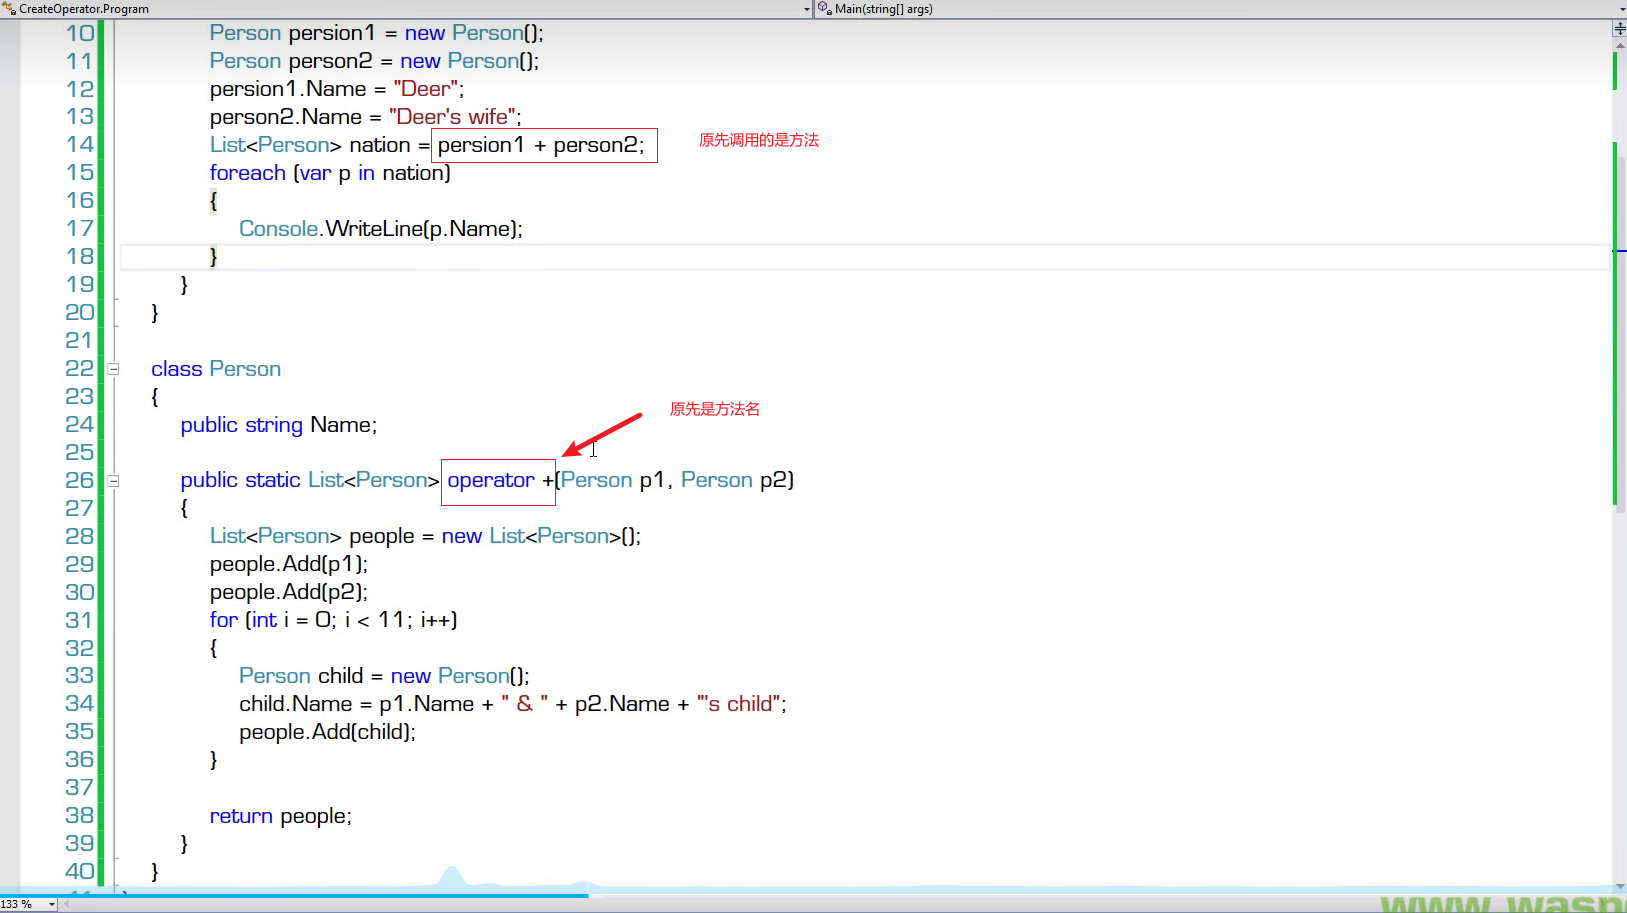 CreateOperator.Program
Main(string[] args)
10 Person persion1 = new Person();
11 Person person2 = new Person();
12 persion1.Name = "Deer";
13 person2.Name = "Deer's wife";
14 List<Person> nation = persion1 + person2;
原先调用的是方法
15 foreach (var p in nation)
16 {
17 Console.WriteLine(p.Name);
18 }
19 }
20 }
21
22 class Person
23 {
原先是方法名
24 public string Name;
25
26 public static List<Person> operator +(Person p1, Person p2)
27 {
28 List<Person> people = new List<Person>();
29 people.Add(p1);
30 people.Add(p2);
31 for (int i = 0; i < 11; i++)
32 {
33 Person child = new Person();
34 child.Name = p1.Name + " & " + p2.Name + "'s child";
35 people.Add(child);
36 }
37
38 return people;
39 }
40 }
133 %